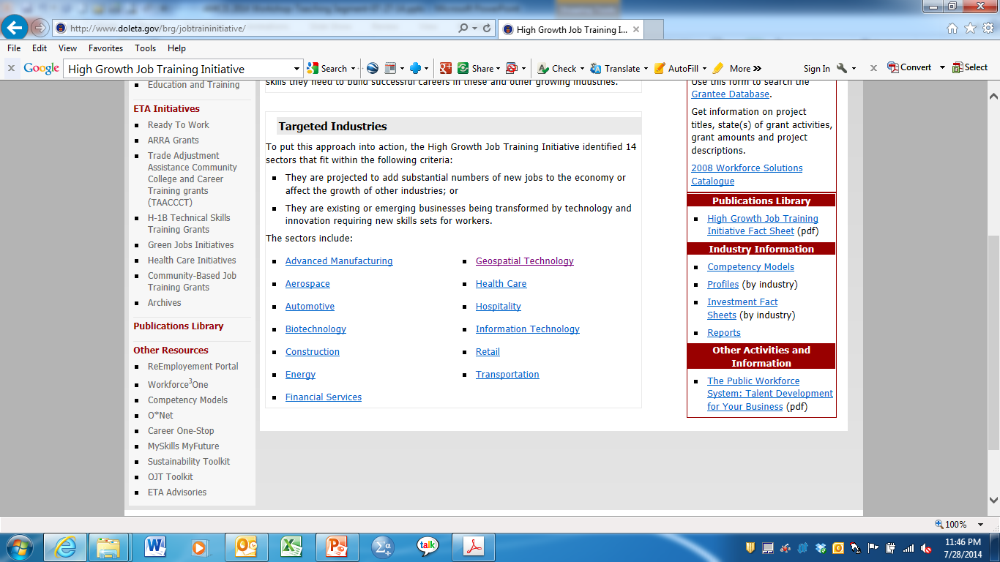 http://www.doleta.gov/brg/jobtraininitiative/
High Growth Job Training I...
File Edit View Favorites Tools Help
Google High Growth Job Training Initiative Search Share Check Translate AutoFill More » Sign In Convert Select
Education and Training
ETA Initiatives
Ready To Work
ARRA Grants
Trade Adjustment
Assistance Community
College and Career
Training grants
(TAACCCT)
H-1B Technical Skills
Training Grants
Green Jobs Initiatives
Health Care Initiatives
Community-Based Job
Training Grants
Archives
Publications Library
Other Resources
ReEmployement Portal
Workforce3One
Competency Models
O*Net
Career One-Stop
MySkills MyFuture
Sustainability Toolkit
OJT Toolkit
ETA Advisories
skills they need to build successful careers in these and other growing industries.
Targeted Industries
To put this approach into action, the High Growth Job Training Initiative identified 14
sectors that fit within the following criteria:
They are projected to add substantial numbers of new jobs to the economy or
affect the growth of other industries; or
They are existing or emerging businesses being transformed by technology and
innovation requiring new skills sets for workers.
The sectors include:
Advanced Manufacturing
Aerospace
Automotive
Biotechnology
Construction
Energy
Financial Services
Geospatial Technology
Health Care
Hospitality
Information Technology
Retail
Transportation
Use this form to search the
Grantee Database.
Get information on project
titles, state(s) of grant activities,
grant amounts and project
descriptions.
2008 Workforce Solutions
Catalogue
Publications Library
High Growth Job Training
Initiative Fact Sheet (pdf)
Industry Information
Competency Models
Profiles (by industry)
Investment Fact
Sheets (by industry)
Reports
Other Activities and
Information
The Public Workforce
System: Talent Development
for Your Business (pdf)
100%
talk
11:46 PM
7/28/2014